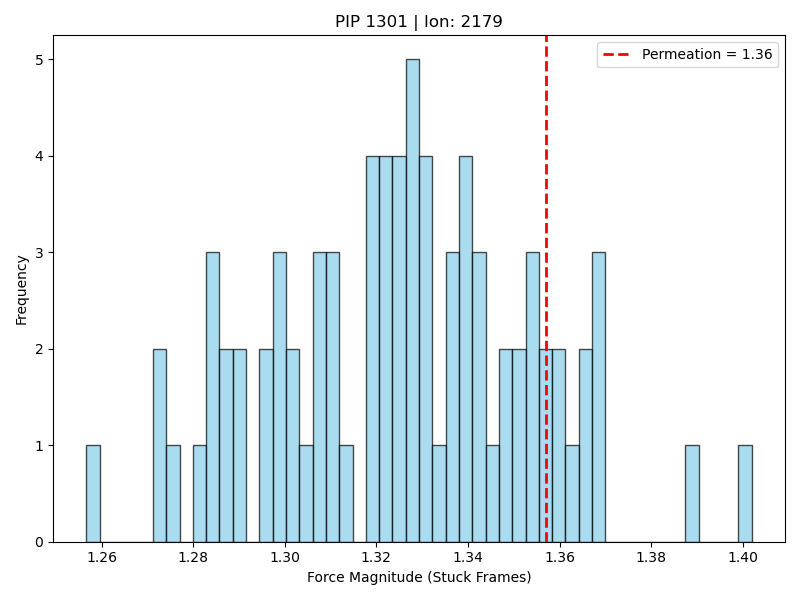 PIP 1301 | Ion: 2179
Permeation = 1.36
Frequency
5
4
3
2
1
0
1.26 1.28 1.30 1.32 1.34 1.36 1.38 1.40
Force Magnitude (Stuck Frames)